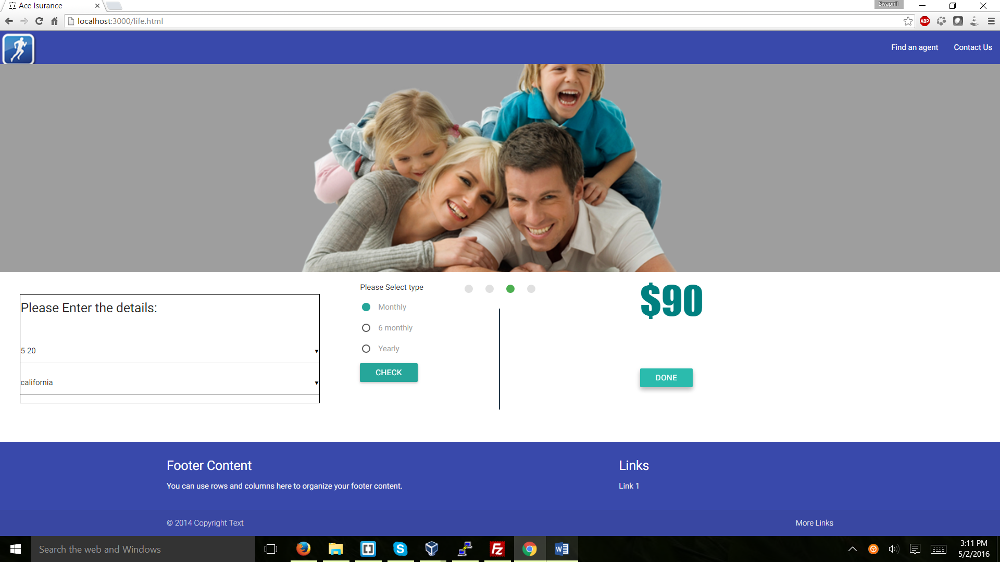 Ace Isurance
Swapnil
localhost:3000/life.html
ABP
Find an agent
Contact Us
Please Select type
$90
Please Enter the details:
Monthly
6 monthly
5-20
Yearly
CHECK
DONE
california
Footer Content
Links
You can use rows and columns here to organize your footer content.
Link 1
© 2014 Copyright Text
More Links
Search the web and Windows
3:11 PM
5/2/2016